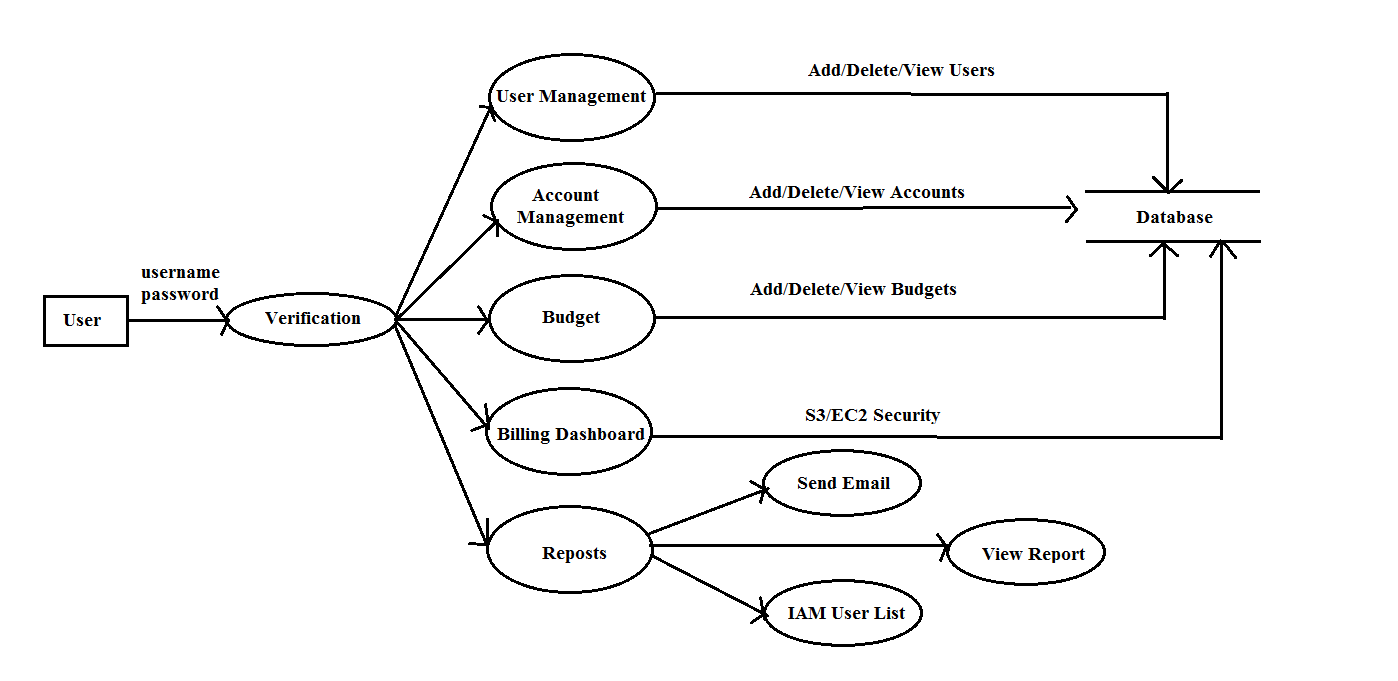 User Management
Add/Delete/View Users
Account
Management
Add/Delete/View Accounts
Database
username
password
User
Verification
Budget
Add/Delete/View Budgets
Billing Dashboard
S3/EC2 Security
Send Email
Reposts
View Report
IAM User List